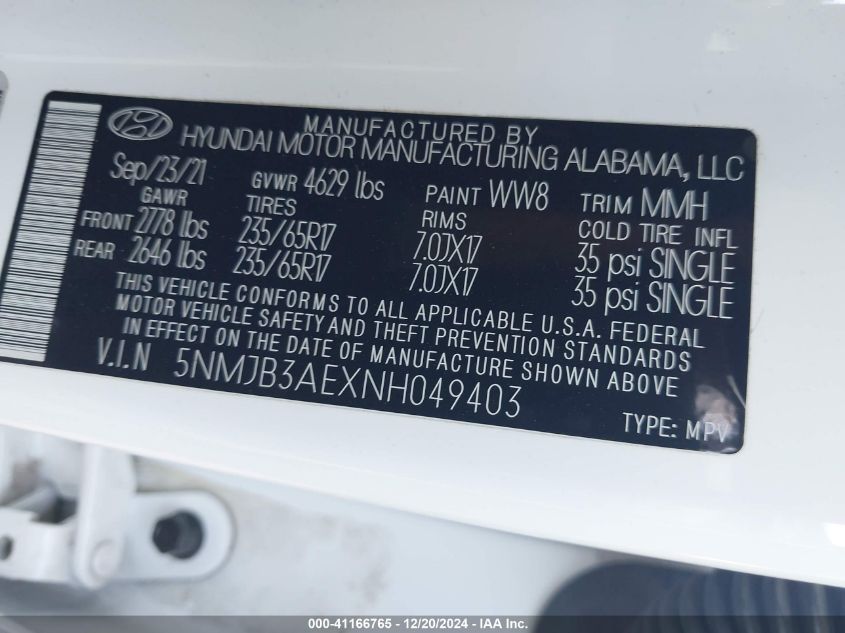 MANUFACTURED BY
HYUNDAI MOTOR MANUFACTURING ALABAMA, LLC
Sep/23/21 GVWR 4629 lbs PAINT WW8 TRIM MMH
GAWR TIRES RIMS COLD TIRE INFL
FRONT 2778 lbs 235/65R17 7.0JX17 35 psi SINGLE
REAR 2646 lbs 235/65R17 7.0JX17 35 psi SINGLE
THIS VEHICLE CONFORMS TO ALL APPLICABLE U.S.A. FEDERAL
MOTOR VEHICLE SAFETY AND THEFT PREVENTION STANDARDS
IN EFFECT ON THE DATE OF MANUFACTURE SHOWN ABOVE.
V.I.N 5NMJB3AEXNH049403
TYPE: MPV
000-41166765 - 12/20/2024 - IAA Inc.